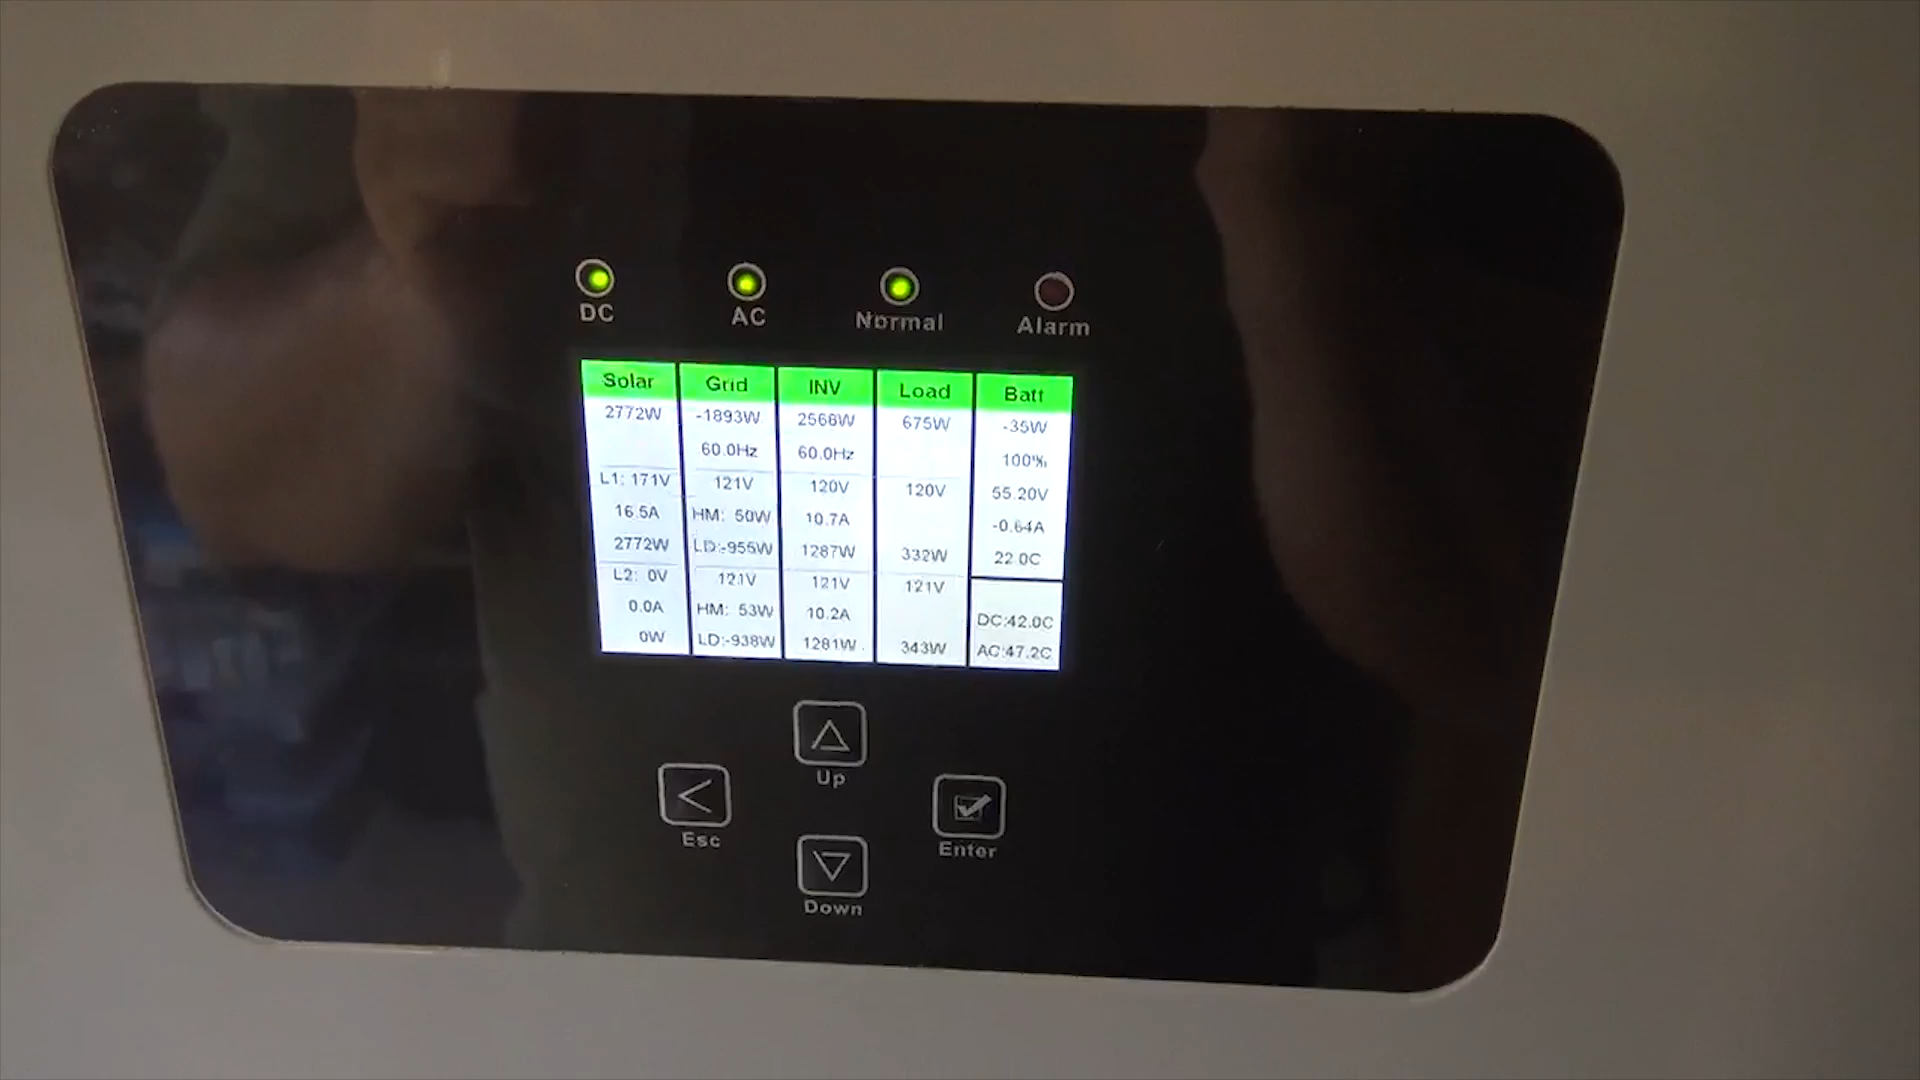 DC
AC
Normal
Alarm
Solar
2772W
L1: 171V
16.5A
2772W
L2: 0V
0.0A
0W
Grid
-1893W
60.0Hz
121V
HM: 50W
LD:-955W
121V
HM: 53W
LD:-938W
INV
2568W
60.0Hz
120V
10.7A
1287W
121V
10.2A
1281W
Load
675W
120V
332W
121V
343W
Batt
-35W
100%
55.20V
-0.64A
22.0C
DC:42.0C
AC:47.2C
Up
Esc
Enter
Down